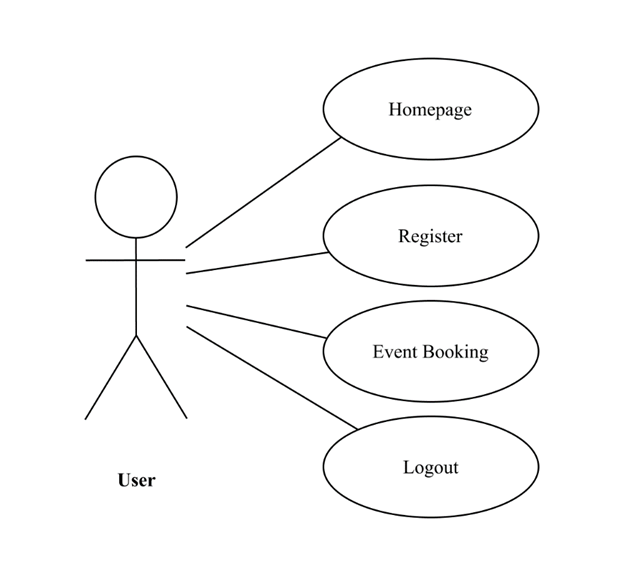 Homepage
Register
Event Booking
Logout
User